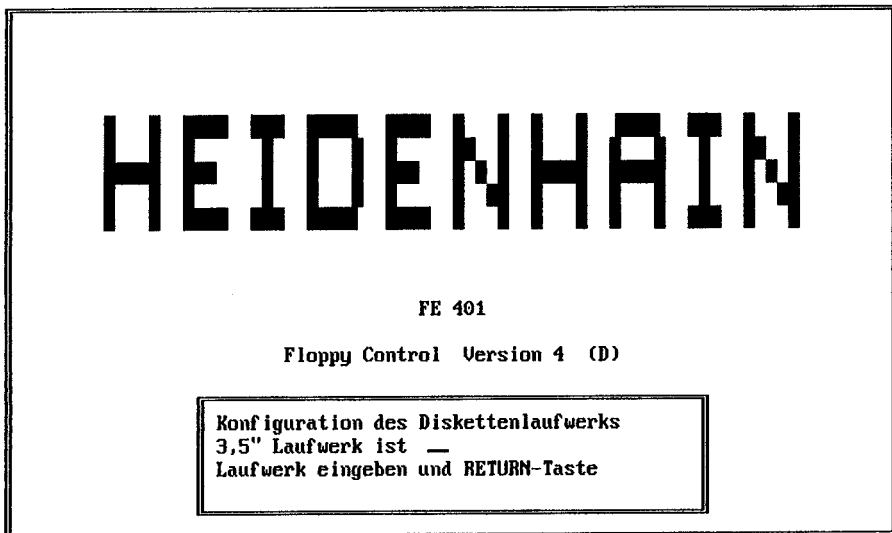 HEIDENHAIN
FE 401
Floppy Control Version 4 (D)
Konfiguration des Diskettenlaufwerks
3,5" Laufwerk ist _
Laufwerk eingeben und RETURN-Taste